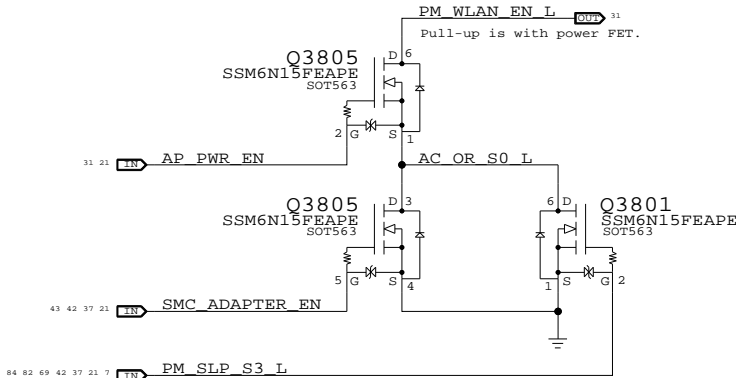 PM_WLAN_EN_L
OUT 31
Pull-up is with power FET.
Q3805
SSM6N15FEAPE
SOT563
D 6
2 G S 1
31 21 IN AP_PWR_EN
AC_OR_S0_L
Q3805
SSM6N15FEAPE
SOT563
D 3
5 G S 4
6 D
Q3801
SSM6N15FEAPE
SOT563
1 S G 2
43 42 37 21 IN SMC_ADAPTER_EN
84 82 69 42 37 21 7 IN PM_SLP_S3_L